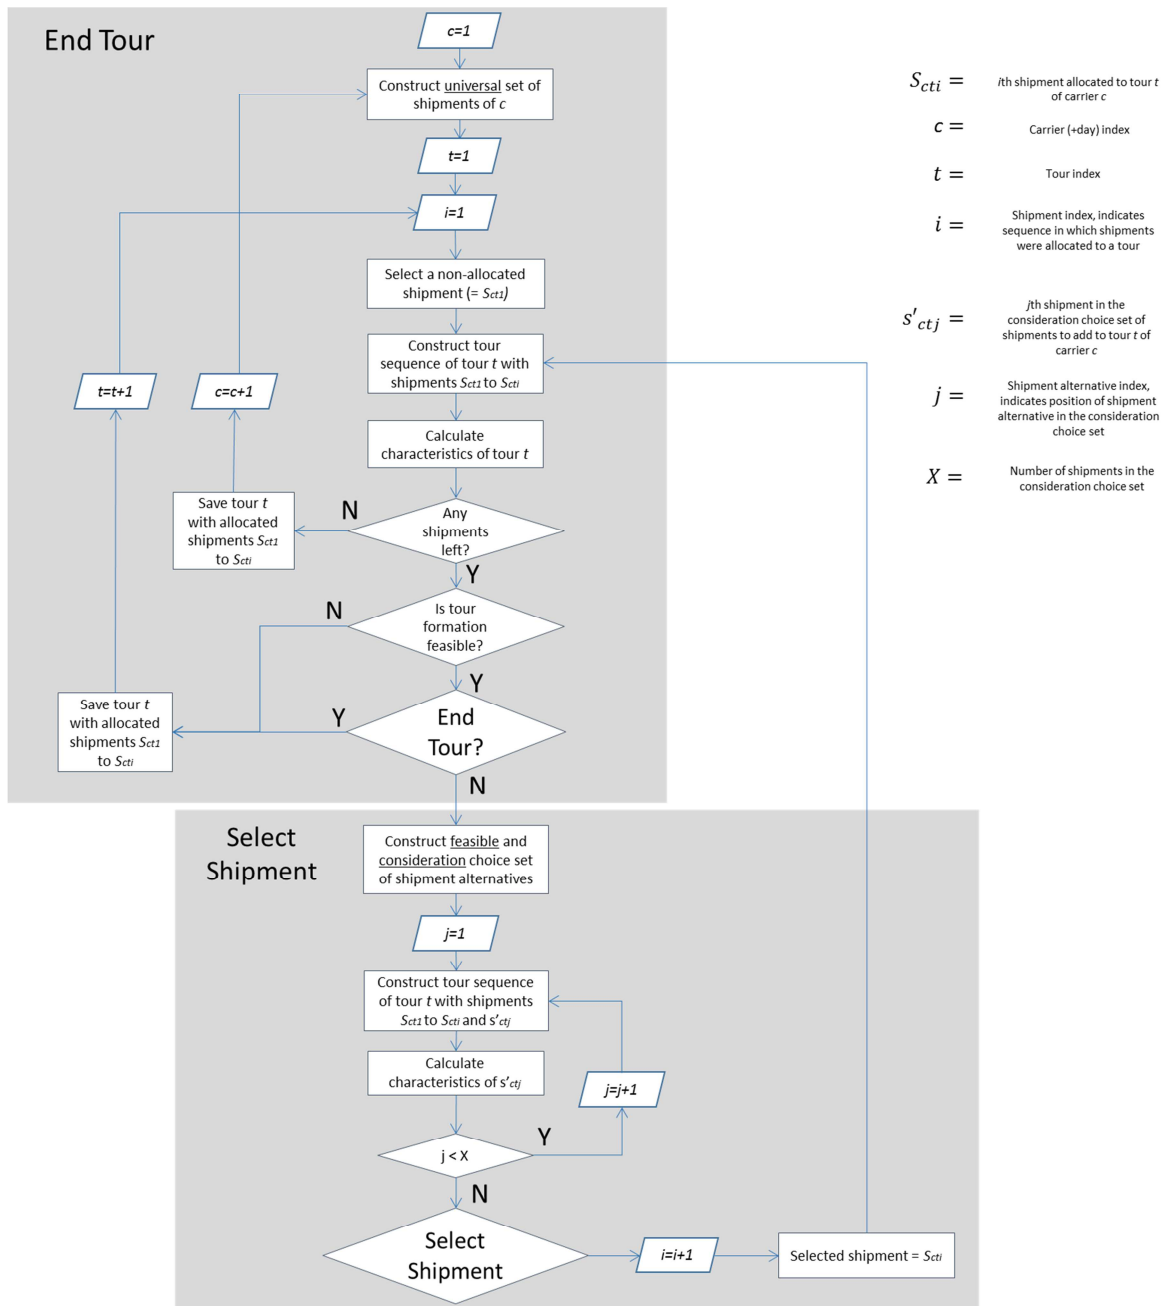 End Tour
c=1
Construct universal set of
shipments of c
t=1
i=1
Select a non-allocated
shipment (= Sct1)
Construct tour
sequence of tour t with
shipments Sct1 to Scti
t=t+1
c=c+1
Calculate
characteristics of tour t
Save tour t
with allocated
shipments Sct1
to Scti
N
Any
shipments
left?
Y
N
Is tour
formation
feasible?
Y
Save tour t
with allocated
shipments Sct1
to Scti
Y
End
Tour?
N
Select
Shipment
Construct feasible and
consideration choice set
of shipment alternatives
j=1
Construct tour sequence
of tour t with shipments
Sct1 to Scti and s'ctj
Calculate
characteristics of s'ctj
j=j+1
j < X
Y
N
Select
Shipment
i=i+1
Selected shipment = Scti
Scti =
ith shipment allocated to tour t
of carrier c
c =
Carrier (+day) index
t =
Tour index
i =
Shipment index, indicates
sequence in which shipments
were allocated to a tour
s'ctj =
jth shipment in the
consideration choice set of
shipments to add to tour t of
carrier c
j =
Shipment alternative index,
indicates position of shipment
alternative in the consideration
choice set
X =
Number of shipments in the
consideration choice set